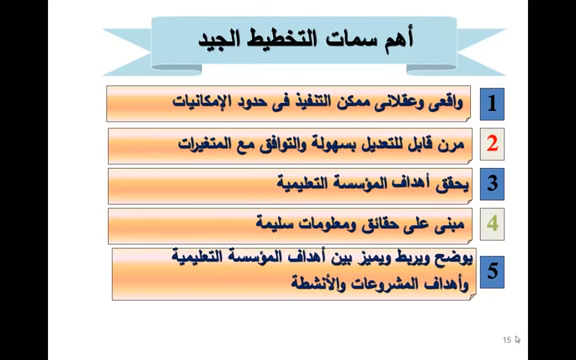 أهم سمات التخطيط الجيد
1 واقعى وعقلانى ممكن التنفيذ فى حدود الإمكانيات
2 مرن قابل للتعديل بسهولة والتوافق مع المتغيرات
3 يحقق أهداف المؤسسة التعليمية
4 مبنى على حقائق ومعلومات سليمة
5 يوضح ويربط ويميز بين أهداف المؤسسة التعليمية
وأهداف المشروعات والأنشطة
15